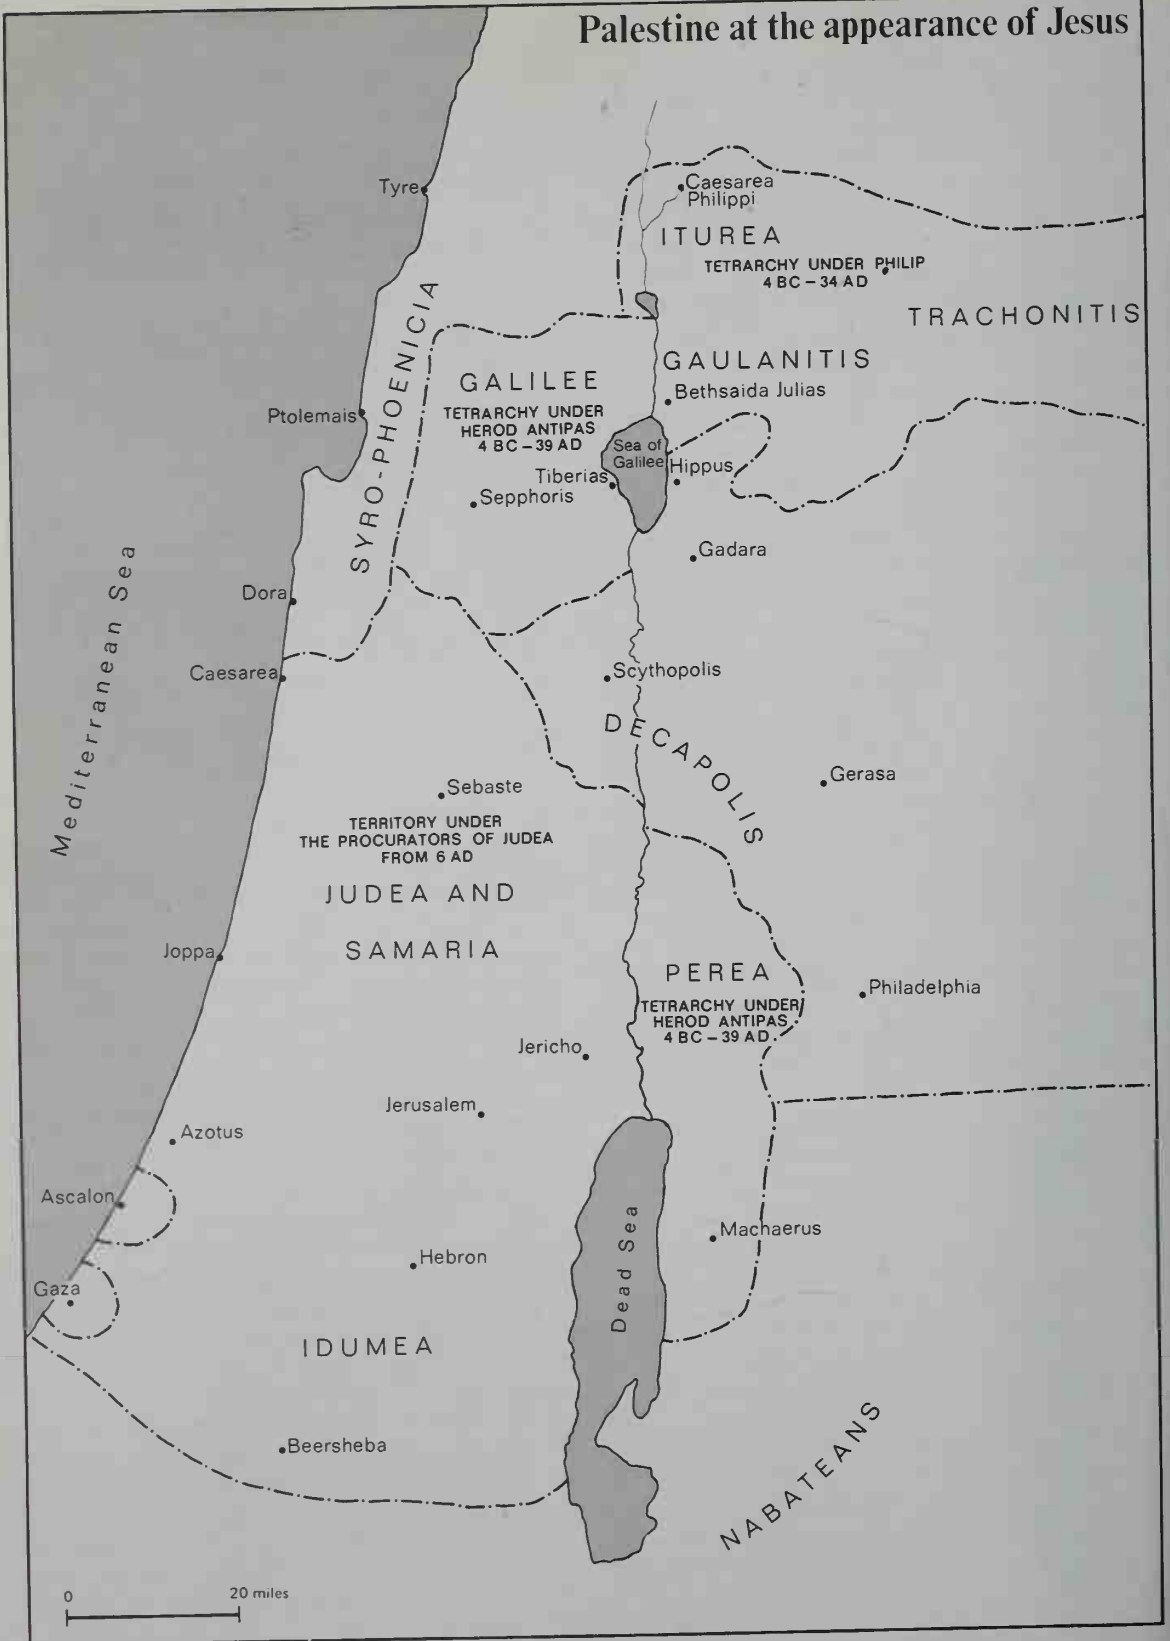 Palestine at the appearance of Jesus
Tyre
Caesarea
Philippi
ITUREA
TETRARCHY UNDER PHILIP
4 BC – 34 AD
TRACHONITIS
SYRO-PHOENICIA
GAULANITIS
GALILEE
Bethsaida Julias
TETRARCHY UNDER
HEROD ANTIPAS
4 BC – 39 AD
Ptolemais
Sea of
Galilee
Hippus
Tiberias
Sepphoris
Gadara
Mediterranean Sea
Dora
Caesarea
Scythopolis
DECAPOLIS
Gerasa
Sebaste
TERRITORY UNDER
THE PROCURATORS OF JUDEA
FROM 6 AD
JUDEA AND
SAMARIA
Joppa
PEREA
TETRARCHY UNDER
HEROD ANTIPAS
4 BC – 39 AD
Philadelphia
Jericho
Jerusalem
Azotus
Ascalon
Dead Sea
Machaerus
Hebron
Gaza
IDUMEA
Beersheba
NABATEANS
0
20 miles